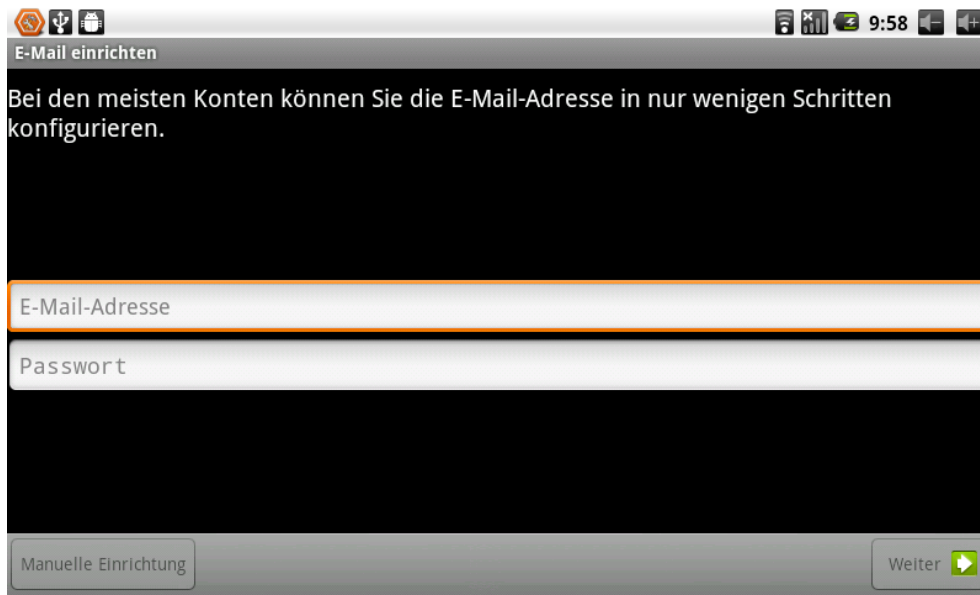 9:58
E-Mail einrichten
Bei den meisten Konten können Sie die E-Mail-Adresse in nur wenigen Schritten
konfigurieren.
E-Mail-Adresse
Passwort
Manuelle Einrichtung
Weiter